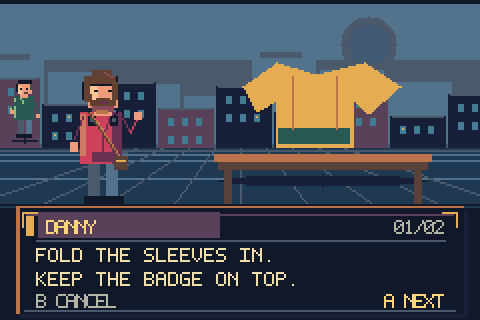 DANNY 01/02
FOLD THE SLEEVES IN.
KEEP THE BADGE ON TOP.
B CANCEL A NEXT